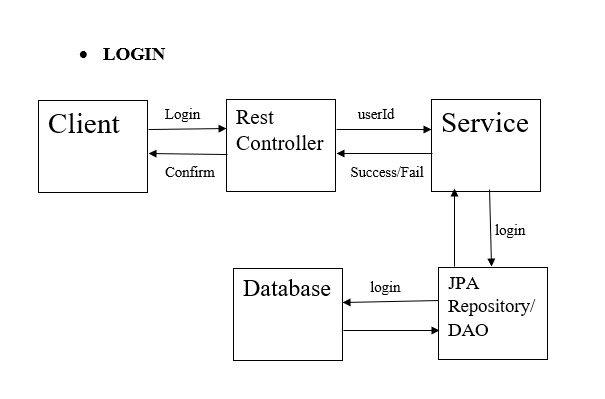 • LOGIN
Client
Login
Confirm
Rest
Controller
userId
Success/Fail
Service
login
Database
login
JPA
Repository/
DAO